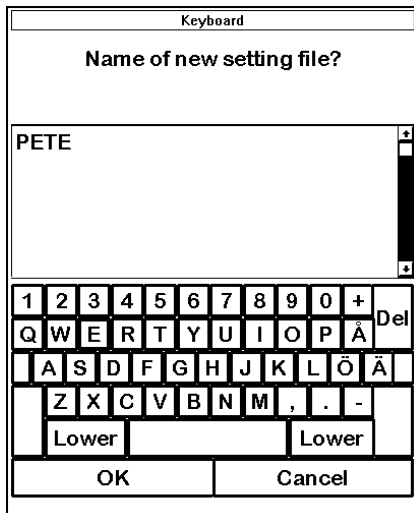 Keyboard
Name of new setting file?
PETE
1 2 3 4 5 6 7 8 9 0 +
Del
Q W E R T Y U I O P Å
A S D F G H J K L Ö Ä
Z X C V B N M , . -
Lower Lower
OK Cancel